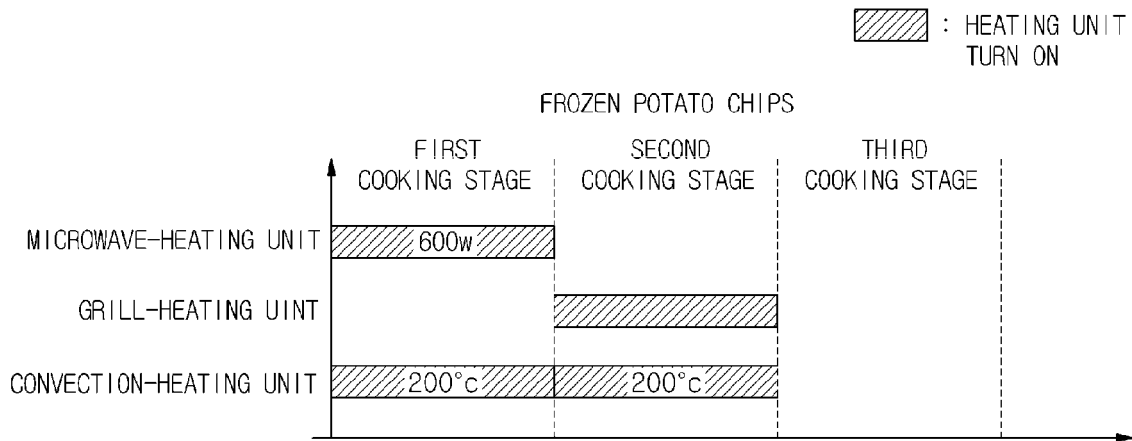 : HEATING UNIT
TURN ON
FROZEN POTATO CHIPS
FIRST
COOKING STAGE
SECOND
COOKING STAGE
THIRD
COOKING STAGE
MICROWAVE-HEATING UNIT
600w
GRILL-HEATING UINT
CONVECTION-HEATING UNIT
200°c
200°c